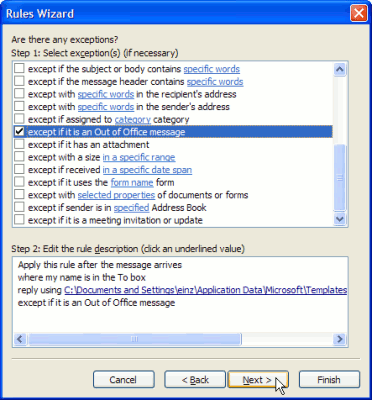 Rules Wizard
Are there any exceptions?
Step 1: Select exception(s) (if necessary)
except if the subject or body contains specific words
except if the message header contains specific words
except with specific words in the recipient's address
except with specific words in the sender's address
except if assigned to category category
except if it is an Out of Office message
except if it has an attachment
except with a size in a specific range
except if received in a specific date span
except if it uses the form name form
except with selected properties of documents or forms
except if sender is in specified Address Book
except if it is a meeting invitation or update
Step 2: Edit the rule description (click an underlined value)
Apply this rule after the message arrives
where my name is in the To box
reply using C:\Documents and Settings\einz\Application Data\Microsoft\Templates
except if it is an Out of Office message
Cancel
< Back
Next >
Finish